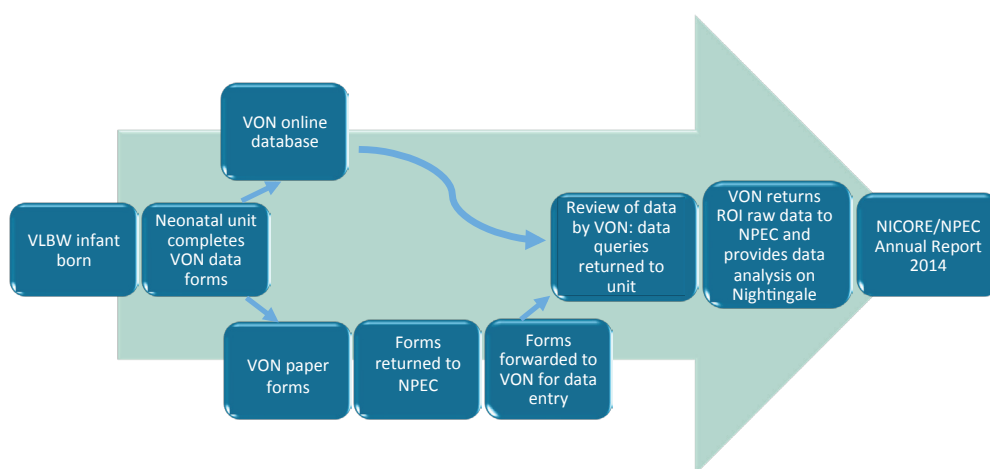 VON online
database
VLBW infant
born
Neonatal unit
completes
VON data
forms
Review of data
by VON: data
queries
returned to
unit
VON returns
ROI raw data to
NPEC and
provides data
analysis on
Nightingale
NICORE/NPEC
Annual Report
2014
VON paper
forms
Forms
returned to
NPEC
Forms
forwarded to
VON for data
entry